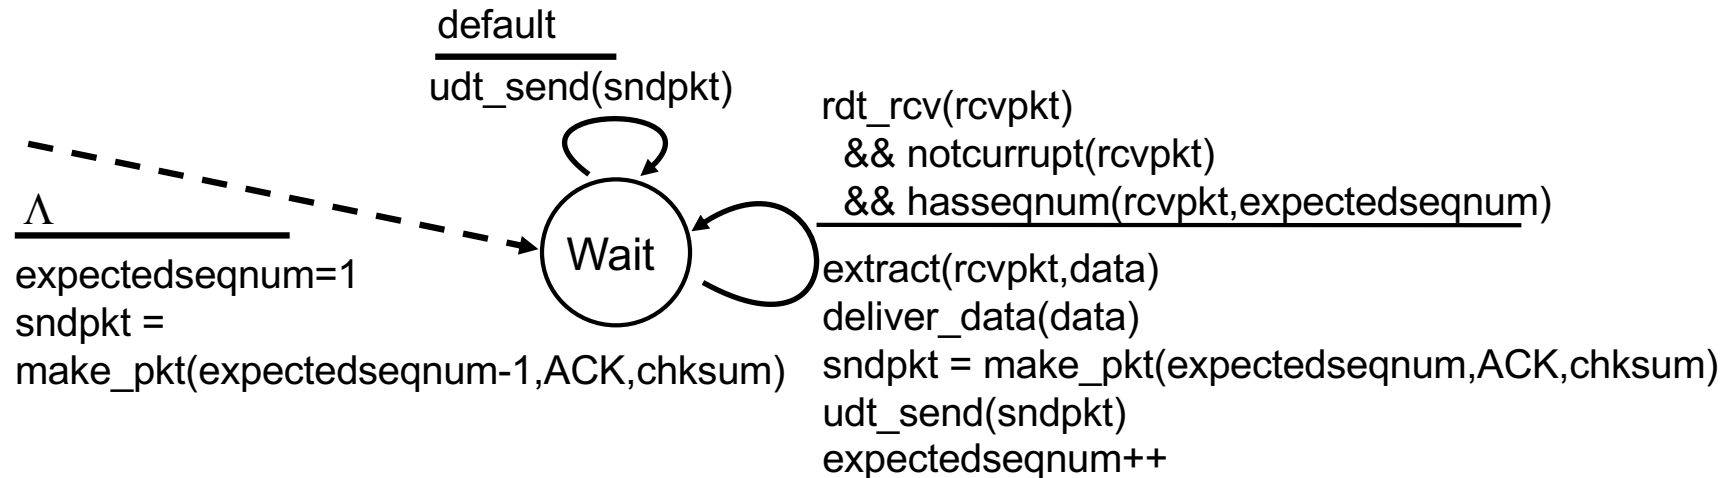 default
udt_send(sndpkt)
rdt_rcv(rcvpkt)
&& notcurrupt(rcvpkt)
&& hasseqnum(rcvpkt,expectedseqnum)
Λ
Wait
expectedseqnum=1
sndpkt =
make_pkt(expectedseqnum-1,ACK,chksum)
extract(rcvpkt,data)
deliver_data(data)
sndpkt = make_pkt(expectedseqnum,ACK,chksum)
udt_send(sndpkt)
expectedseqnum++